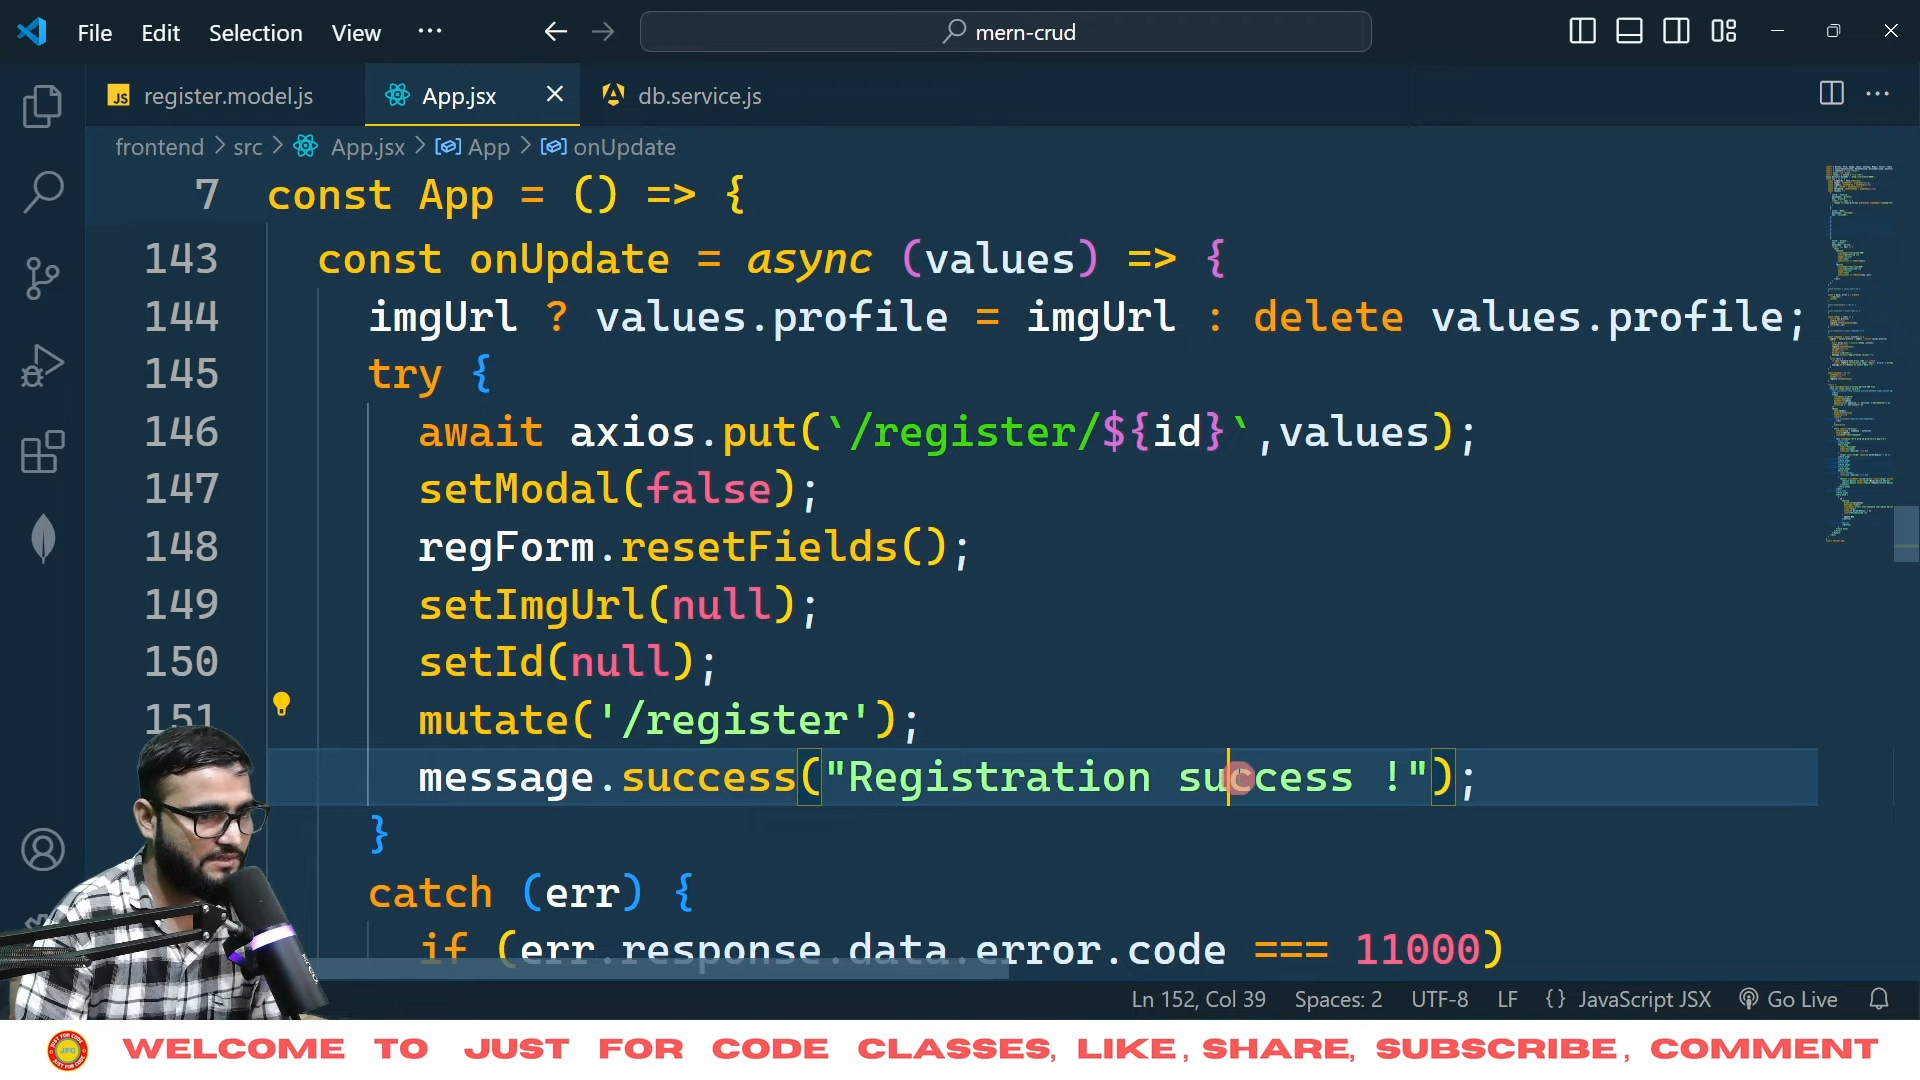 File Edit Selection View ··· mern-crud
JS register.model.js App.jsx db.service.js
frontend > src > App.jsx > App > onUpdate
7 const App = () => {
143 const onUpdate = async (values) => {
144 imgUrl ? values.profile = imgUrl : delete values.profile;
145 try {
146 await axios.put(`/register/${id}`,values);
147 setModal(false);
148 regForm.resetFields();
149 setImgUrl(null);
150 setId(null);
151 mutate('/register');
message.success("Registration success !");
}
catch (err) {
if (err.response.data.error.code === 11000)
Ln 152, Col 39 Spaces: 2 UTF-8 LF {} JavaScript JSX Go Live
WELCOME TO JUST FOR CODE CLASSES, LIKE, SHARE, SUBSCRIBE, COMMENT